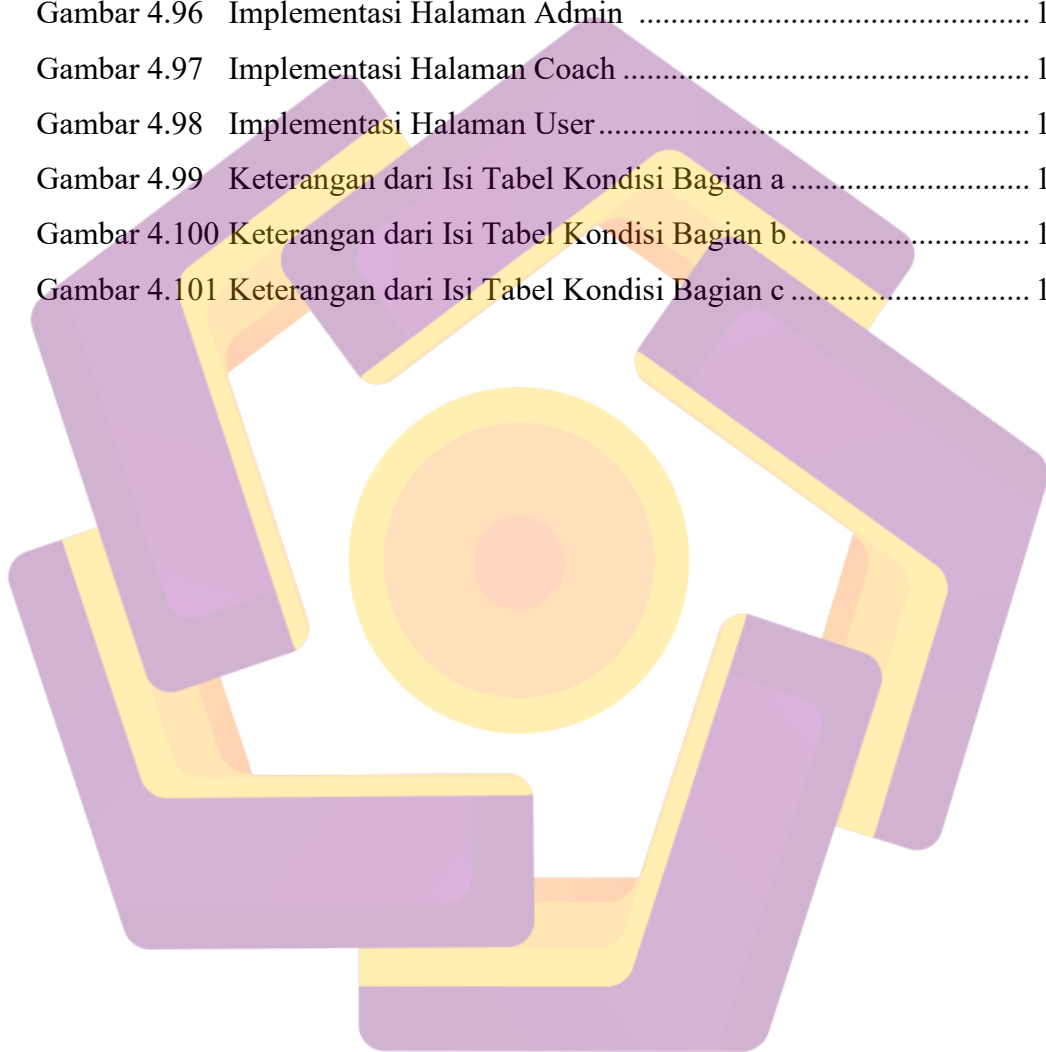 Gambar 4.96 Implementasi Halaman Admin ........................................... 1
Gambar 4.97 Implementasi Halaman Coach ............................................. 1
Gambar 4.98 Implementasi Halaman User................................................ 1
Gambar 4.99 Keterangan dari Isi Tabel Kondisi Bagian a ........................... 1
Gambar 4.100 Keterangan dari Isi Tabel Kondisi Bagian b .......................... 1
Gambar 4.101 Keterangan dari Isi Tabel Kondisi Bagian c ........................... 1